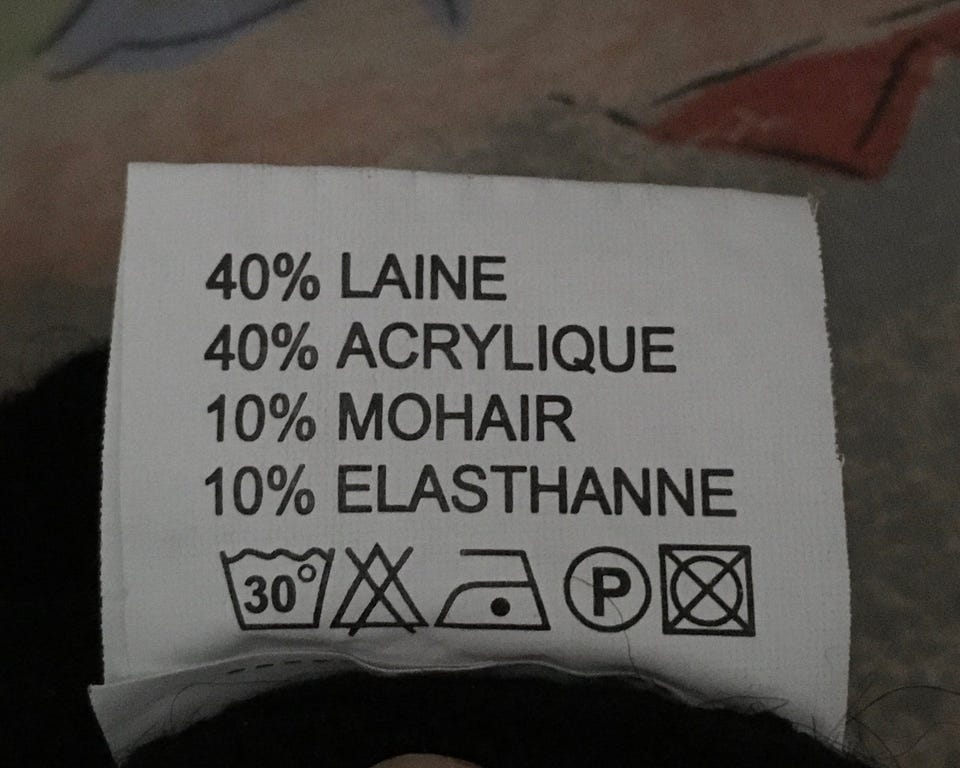 40% LAINE
40% ACRYLIQUE
10% MOHAIR
10% ELASTHANNE
30° P